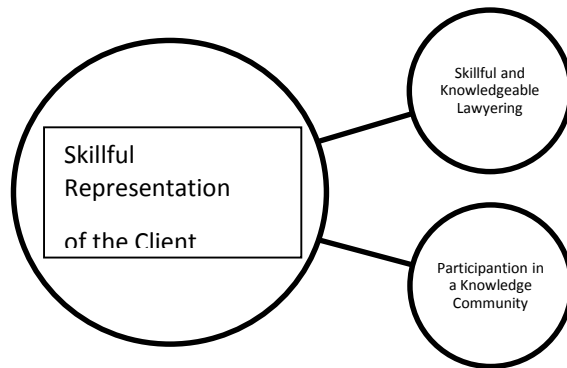 Skillful
Representation
of the Client
Skillful and
Knowledgeable
Lawyering
Participantion in
a Knowledge
Community